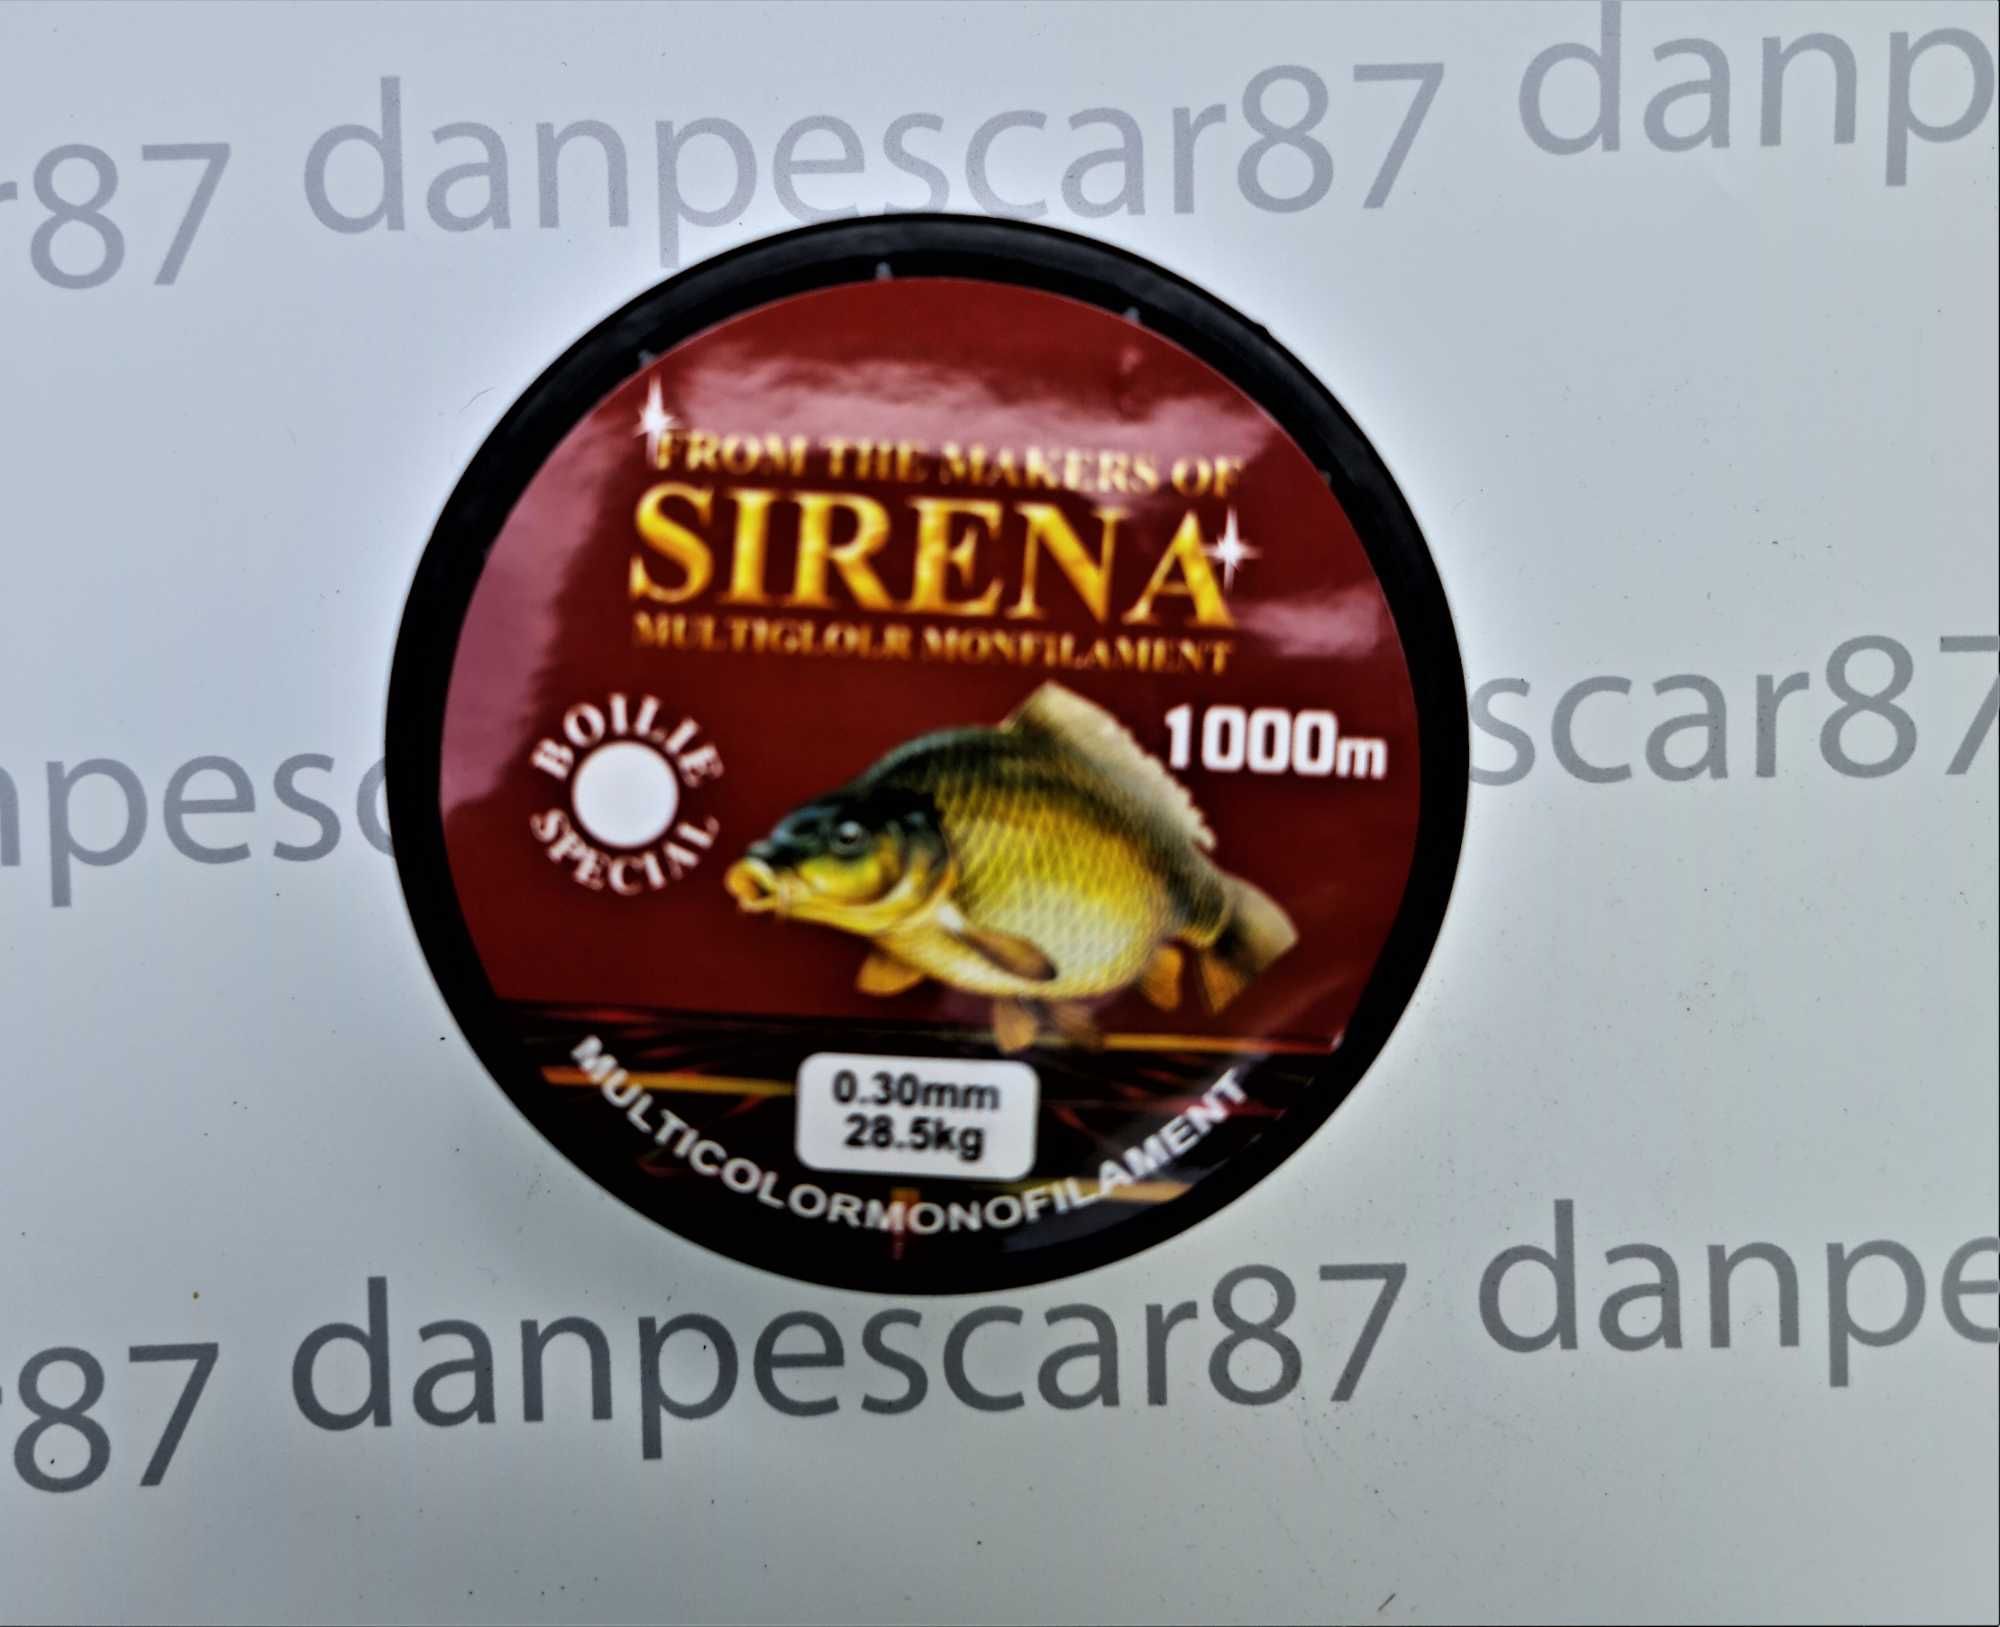 danp
danpescar87
r87
FROM THE MAKERS OF
SIRENA
MULTIGLOLR MONFILAMENT
BOILIE
SPECIAL
1000m
scar87
npesc
0.30mm
28.5kg
MULTICOLORMONOFILAMENT
danpe
danpescar87
r87